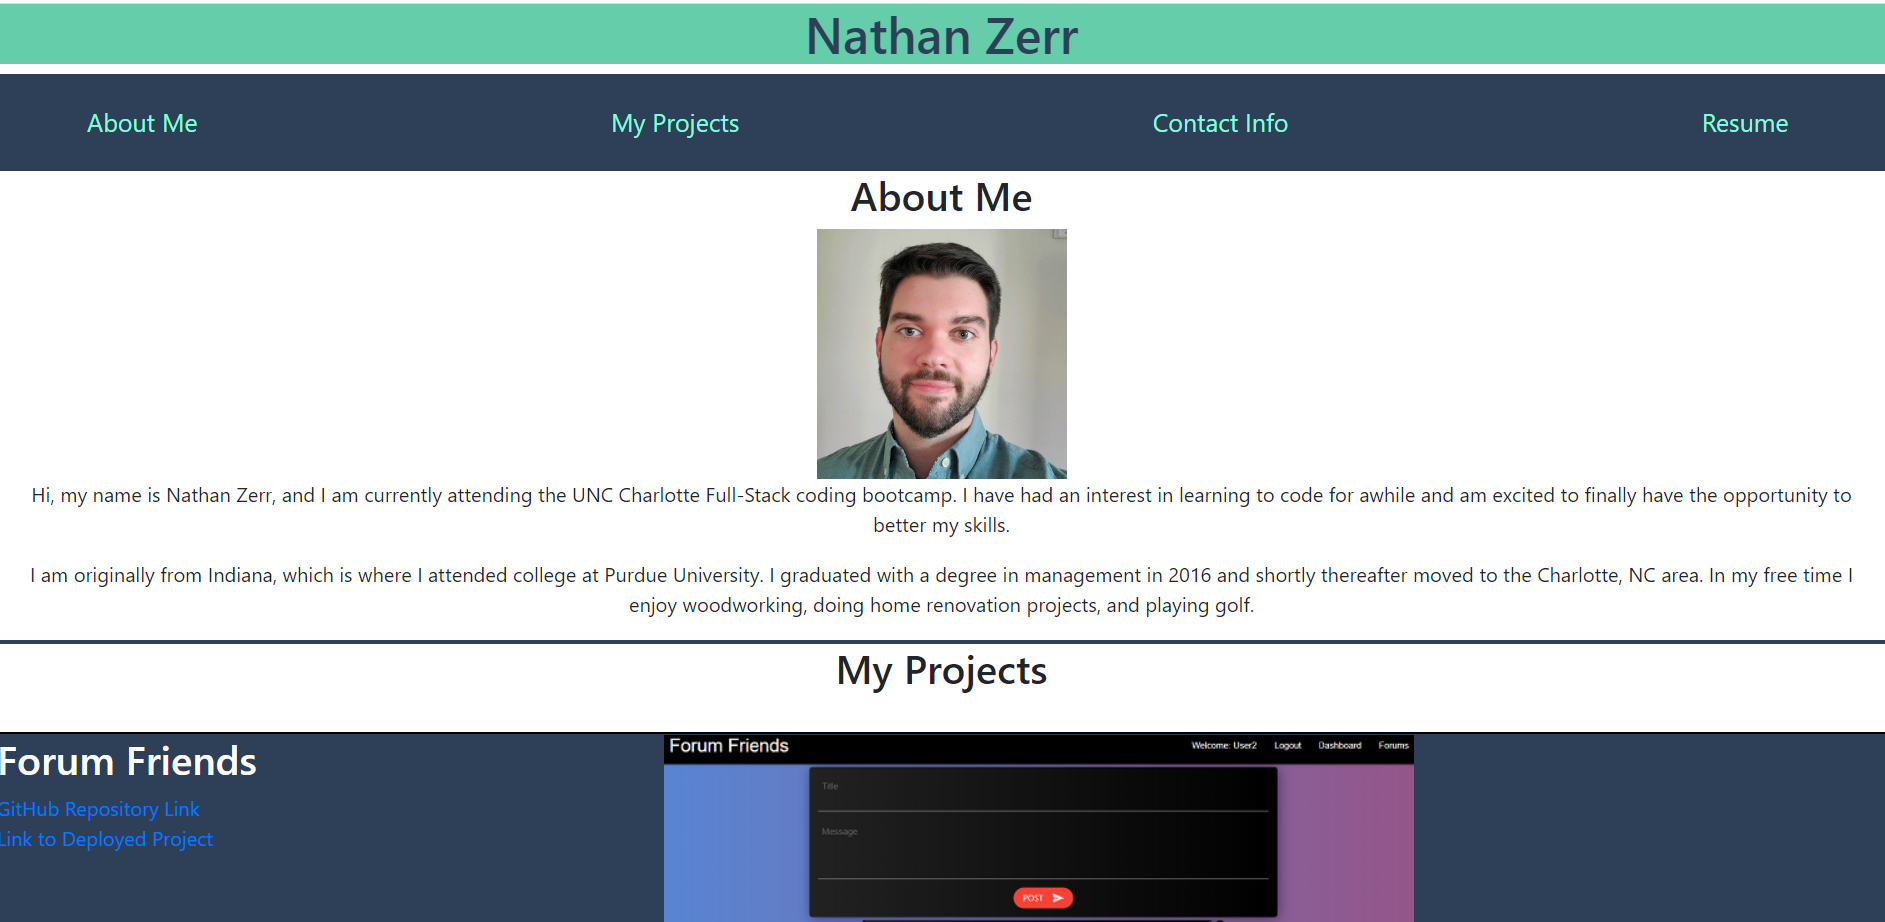 Nathan Zerr
About Me
My Projects
Contact Info
Resume
About Me
Hi, my name is Nathan Zerr, and I am currently attending the UNC Charlotte Full-Stack coding bootcamp. I have had an interest in learning to code for awhile and am excited to finally have the opportunity to
better my skills.
I am originally from Indiana, which is where I attended college at Purdue University. I graduated with a degree in management in 2016 and shortly thereafter moved to the Charlotte, NC area. In my free time I
enjoy woodworking, doing home renovation projects, and playing golf.
My Projects
Forum Friends
GitHub Repository Link
Link to Deployed Project
Forum Friends
Welcome: User2
Logout
Dashboard
Forums
Title
Message
POST